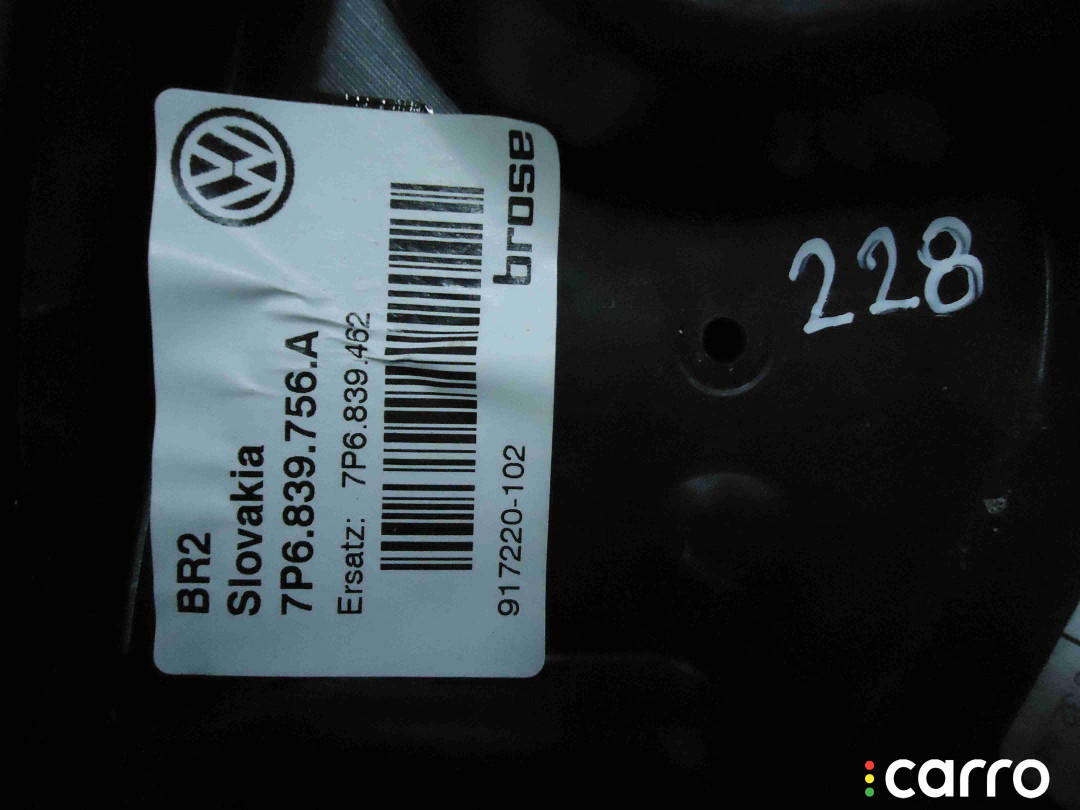 BR2
Slovakia
7P6.839.756.A
Ersatz: 7P6.839.462
917220-102
brose
228
carro